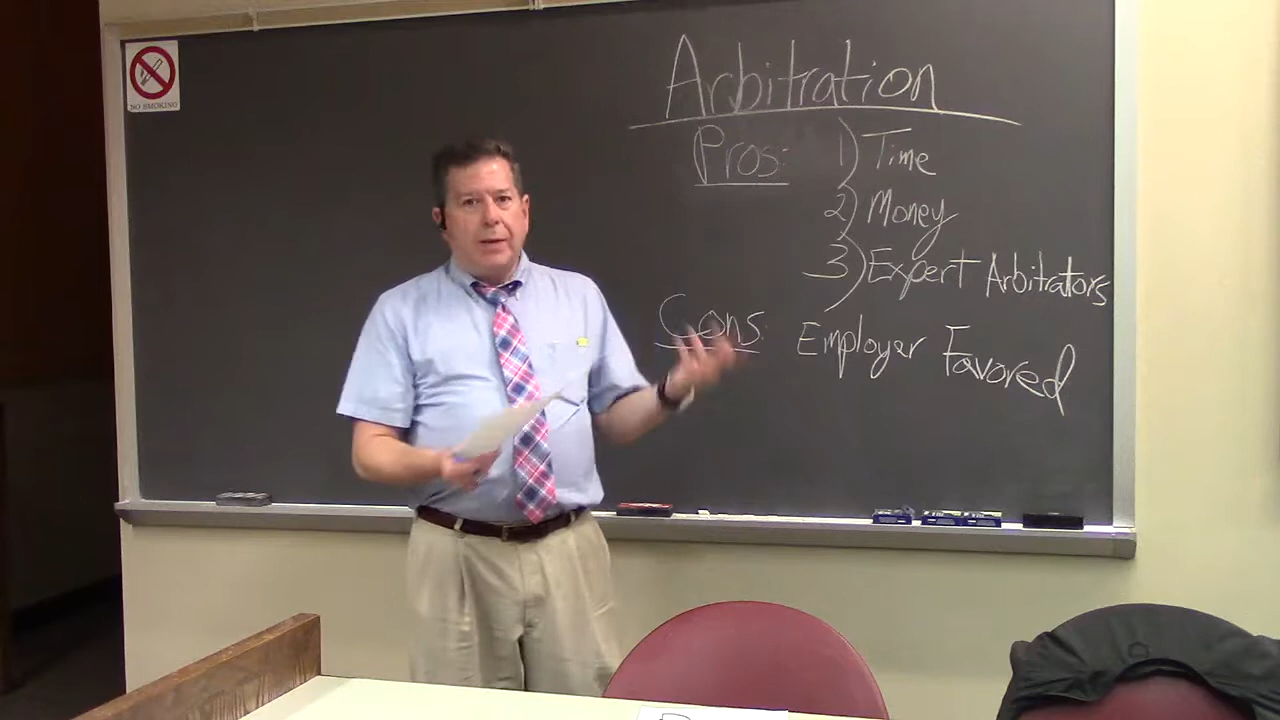 NO SMOKING
Arbitration
Pros: 1) Time
2) Money
3) Expert Arbitrators
Cons: Employer Favored